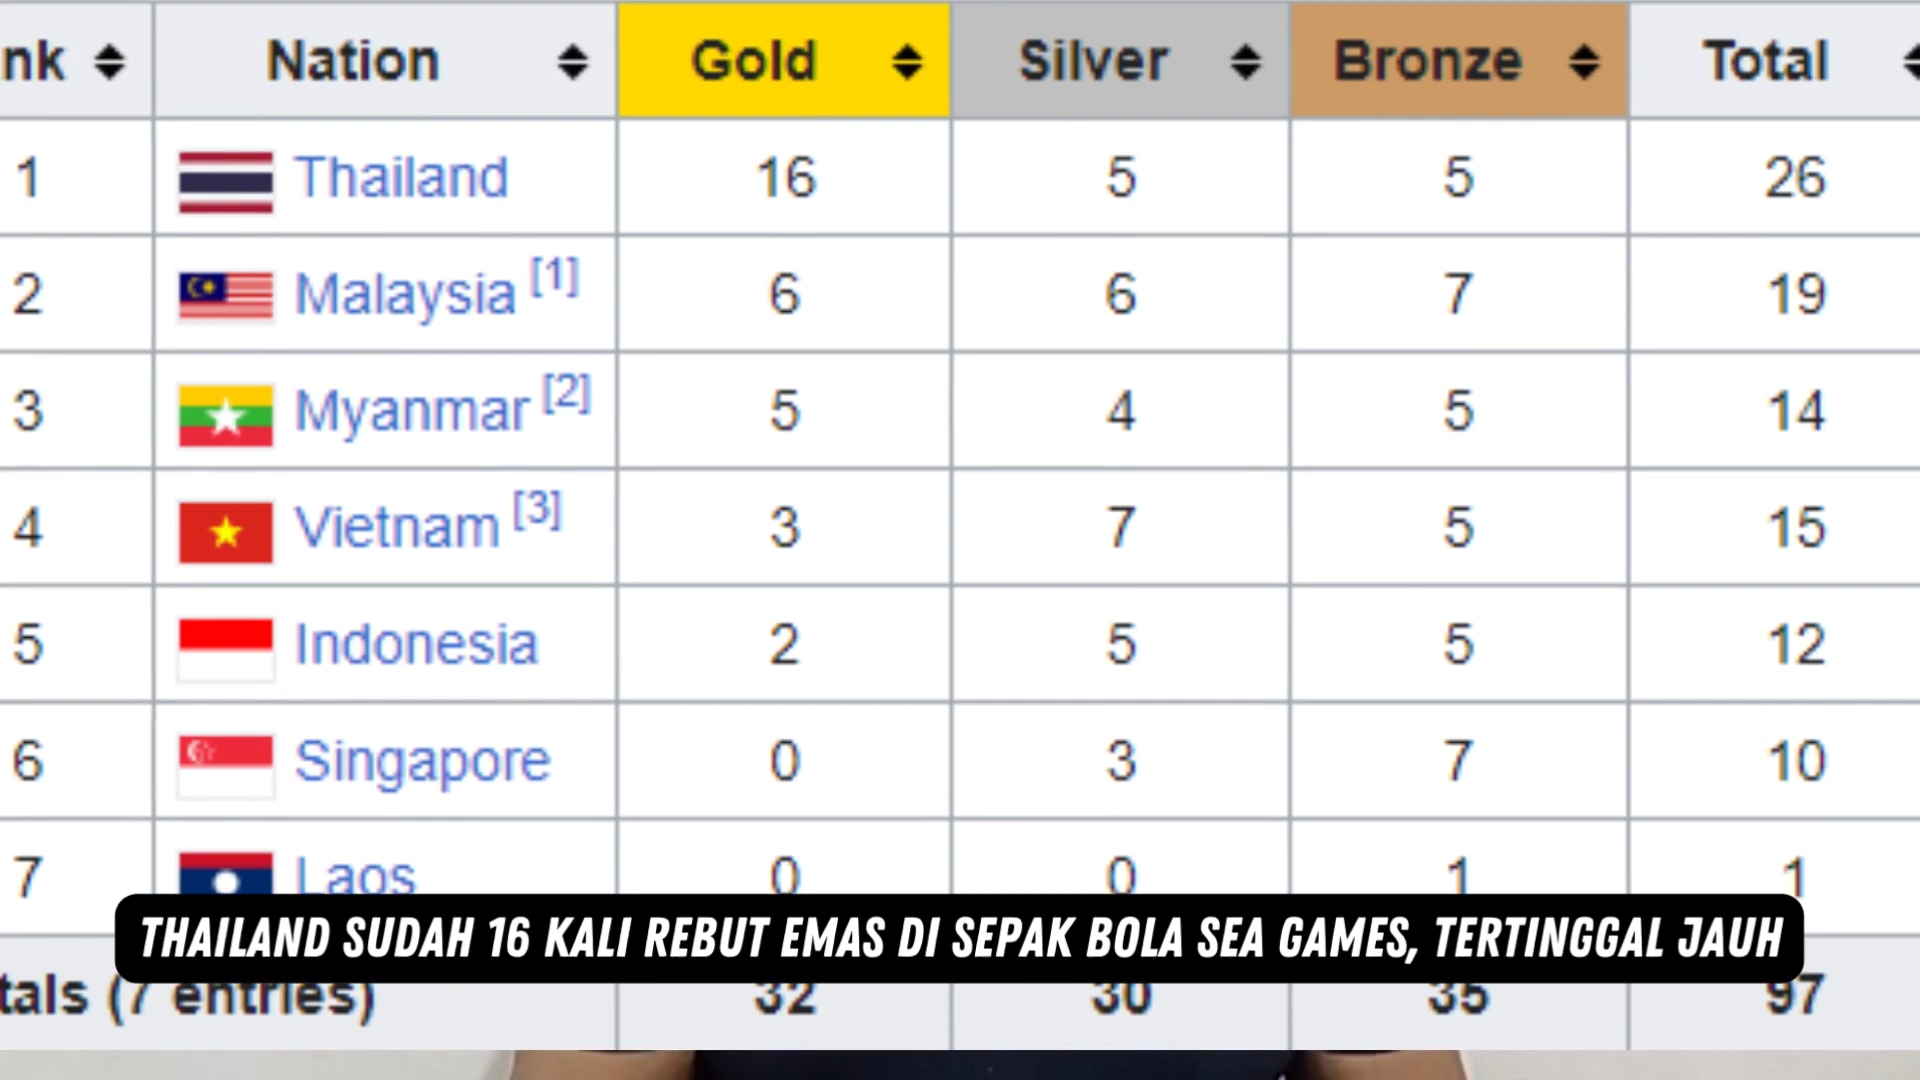 nk Nation Gold Silver Bronze Total
1 Thailand 16 5 5 26
2 Malaysia [1] 6 6 7 19
3 Myanmar [2] 5 4 5 14
4 Vietnam [3] 3 7 5 15
5 Indonesia 2 5 5 12
6 Singapore 0 3 7 10
7 Laos 0 0 1 1
THAILAND SUDAH 16 KALI REBUT EMAS DI SEPAK BOLA SEA GAMES, TERTINGGAL JAUH
tals (7 entries) 32 30 35 97